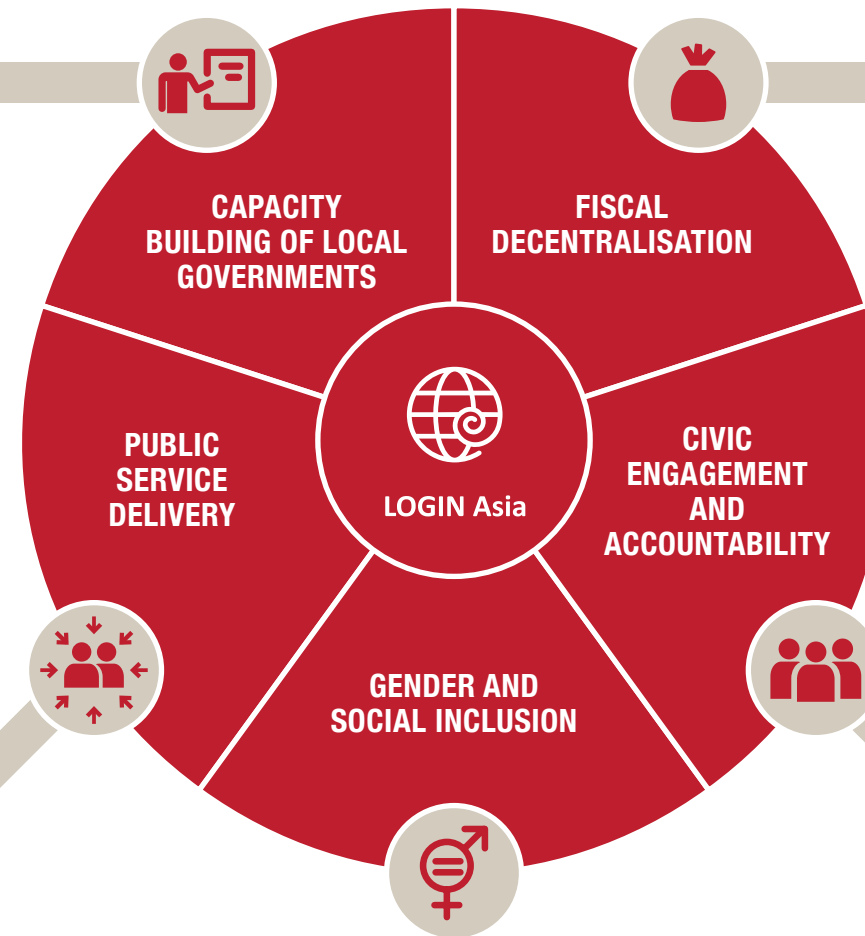 CAPACITY
BUILDING OF LOCAL
GOVERNMENTS
FISCAL
DECENTRALISATION
PUBLIC
SERVICE
DELIVERY
LOGIN Asia
CIVIC
ENGAGEMENT
AND
ACCOUNTABILITY
GENDER AND
SOCIAL INCLUSION